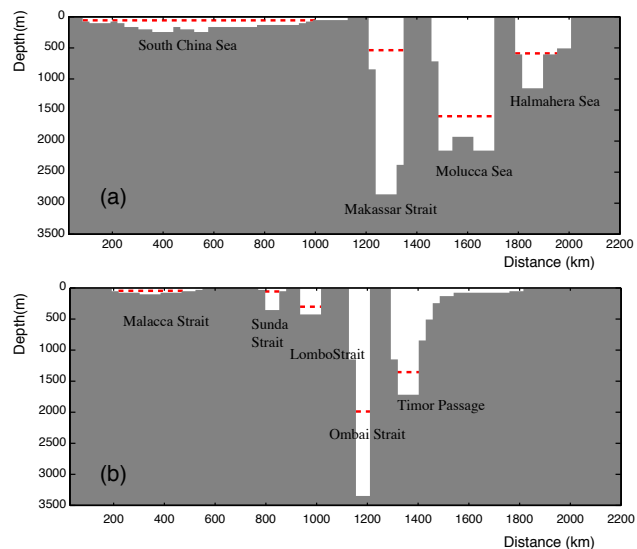 Depth(m)
0
500
1000
1500
2000
2500
3000
3500
South China Sea
Halmahera Sea
Molucca Sea
Makassar Strait
(a)
200 400 600 800 1000 1200 1400 1600 1800 2000 2200
Distance (km)
Depth(m)
0
500
1000
1500
2000
2500
3000
3500
Malacca Strait
Sunda
Strait
LomboStrait
Timor Passage
Ombai Strait
(b)
200 400 600 800 1000 1200 1400 1600 1800 2000 2200
Distance (km)